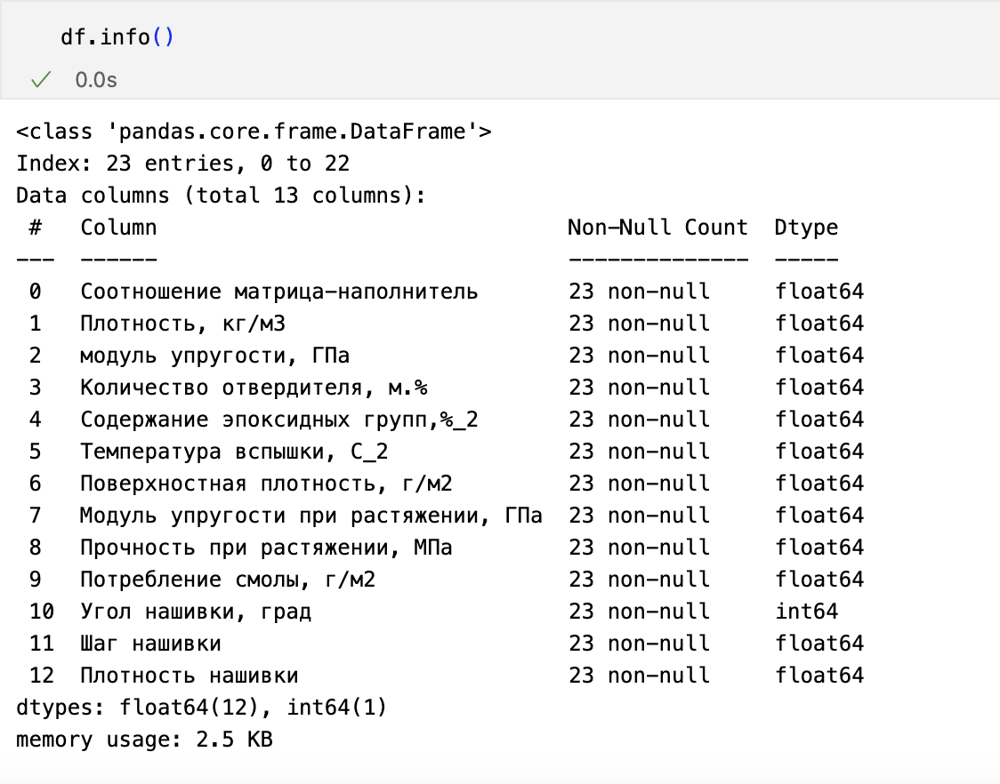 df.info()
0.0s
<class 'pandas.core.frame.DataFrame'>
Index: 23 entries, 0 to 22
Data columns (total 13 columns):
 #   Column                                Non-Null Count  Dtype
---  ------                                --------------  -----
 0   Соотношение матрица-наполнитель       23 non-null     float64
 1   Плотность, кг/м3                      23 non-null     float64
 2   модуль упругости, ГПа                 23 non-null     float64
 3   Количество отвердителя, м.%           23 non-null     float64
 4   Содержание эпоксидных групп,%_2       23 non-null     float64
 5   Температура вспышки, С_2              23 non-null     float64
 6   Поверхностная плотность, г/м2         23 non-null     float64
 7   Модуль упругости при растяжении, ГПа  23 non-null     float64
 8   Прочность при растяжении, МПа         23 non-null     float64
 9   Потребление смолы, г/м2               23 non-null     float64
 10  Угол нашивки, град                    23 non-null     int64
 11  Шаг нашивки                           23 non-null     float64
 12  Плотность нашивки                     23 non-null     float64
dtypes: float64(12), int64(1)
memory usage: 2.5 KB